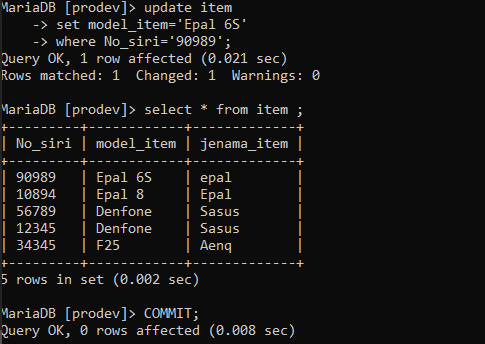 MariaDB [prodev]> update item
    -> set model_item='Epal 6S'
    -> where No_siri='90989';
Query OK, 1 row affected (0.021 sec)
Rows matched: 1  Changed: 1  Warnings: 0

MariaDB [prodev]> select * from item ;
+---------+------------+-------------+
| No_siri | model_item | jenama_item |
+---------+------------+-------------+
| 90989   | Epal 6S    | epal        |
| 10894   | Epal 8     | Epal        |
| 56789   | Denfone    | Sasus       |
| 12345   | Denfone    | Sasus       |
| 34345   | F25        | Aenq        |
+---------+------------+-------------+
5 rows in set (0.002 sec)

MariaDB [prodev]> COMMIT;
Query OK, 0 rows affected (0.008 sec)